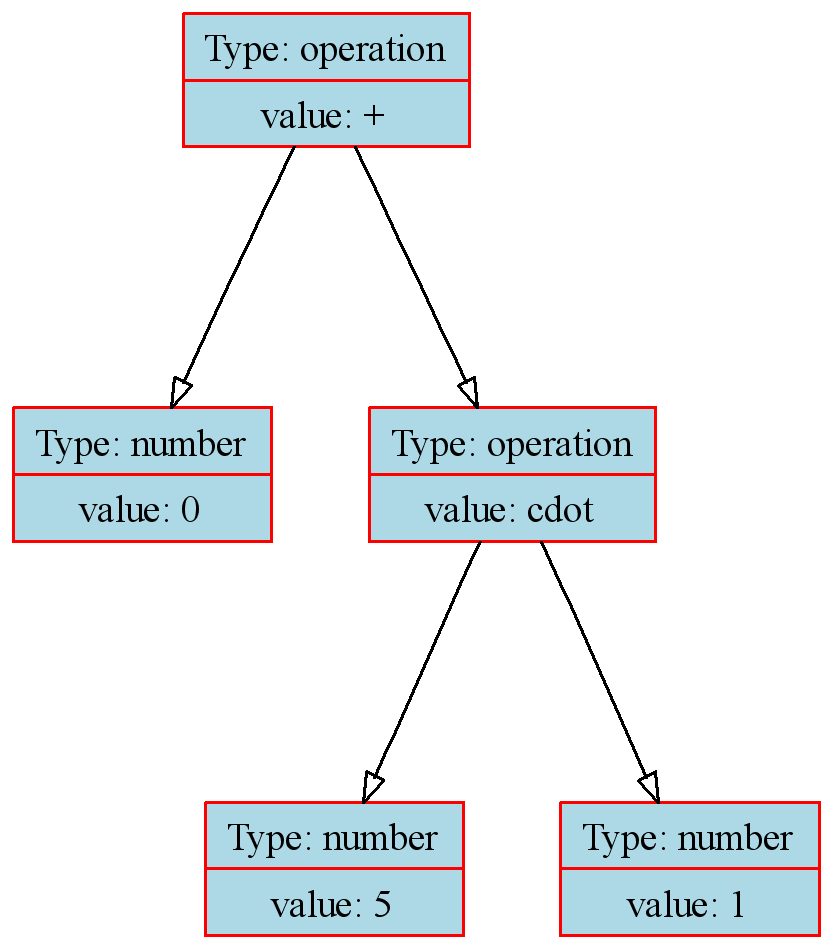 Type: operation
value: +
Type: number
value: 0
Type: operation
value: cdot
Type: number
value: 5
Type: number
value: 1